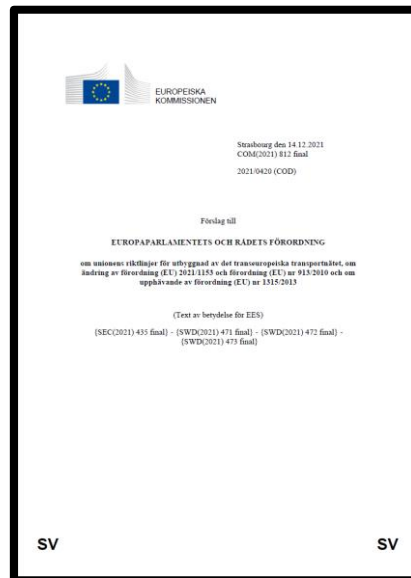 EUROPEISKA
KOMMISSIONEN
Strasbourg den 14.12.2021
COM(2021) 812 final
2021/0420 (COD)
Förslag till
EUROPAPARLAMENTETS OCH RÅDETS FÖRORDNING
om unionens riktlinjer för utbyggnad av det transeuropeiska transportnätet, om
ändring av förordning (EU) 2021/1153 och förordning (EU) nr 913/2010 och om
upphävande av förordning (EU) nr 1315/2013
(Text av betydelse för EES)
{SEC(2021) 435 final} - {SWD(2021) 471 final} - {SWD(2021) 472 final} -
{SWD(2021) 473 final}
SV SV